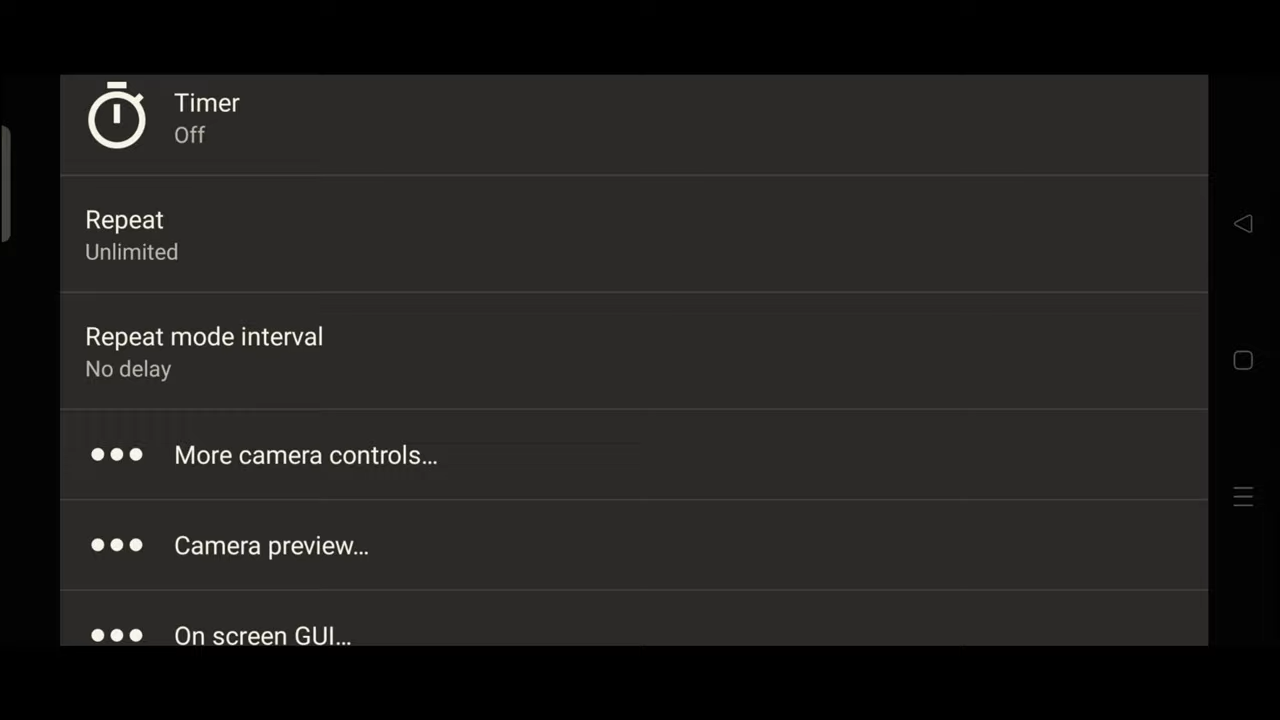 Timer
Off
Repeat
Unlimited
Repeat mode interval
No delay
More camera controls...
Camera preview...
On screen GUI...